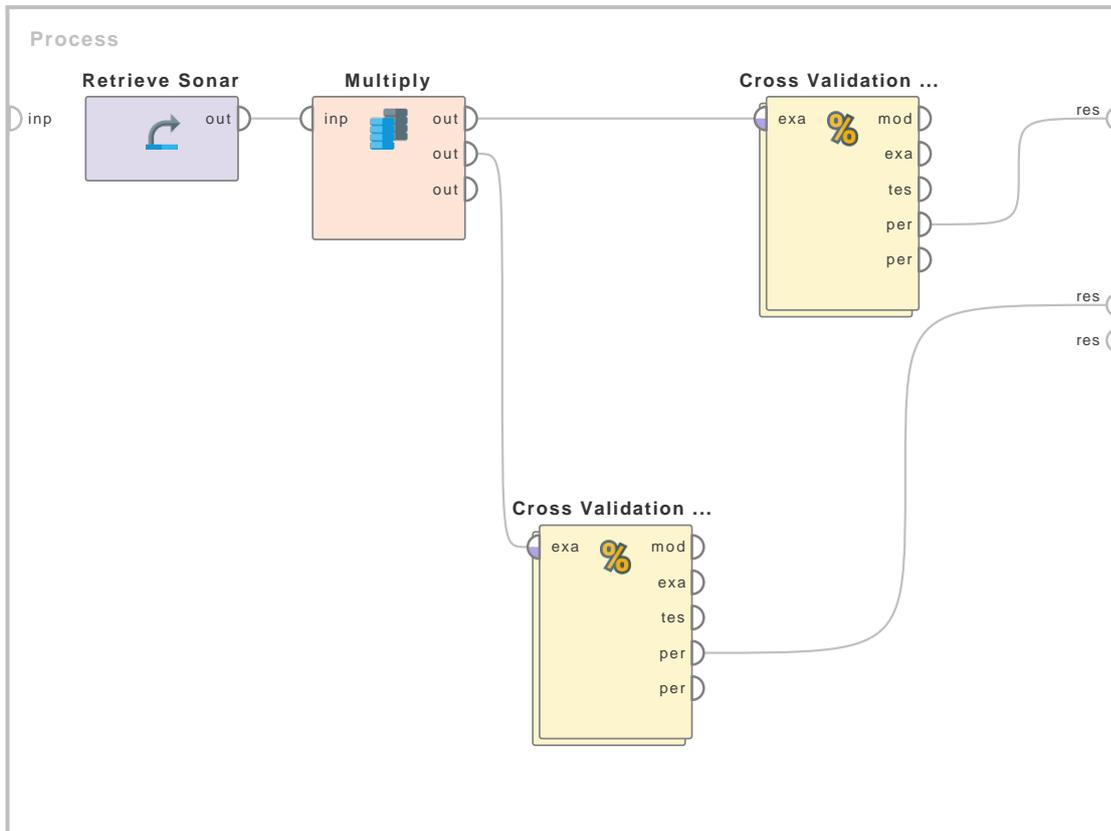 Process
Retrieve Sonar
Multiply
Cross Validation ...
inp
out
inp
out
exa
mod
res
out
exa
out
tes
per
per
res
res
Cross Validation ...
exa
mod
exa
tes
per
per